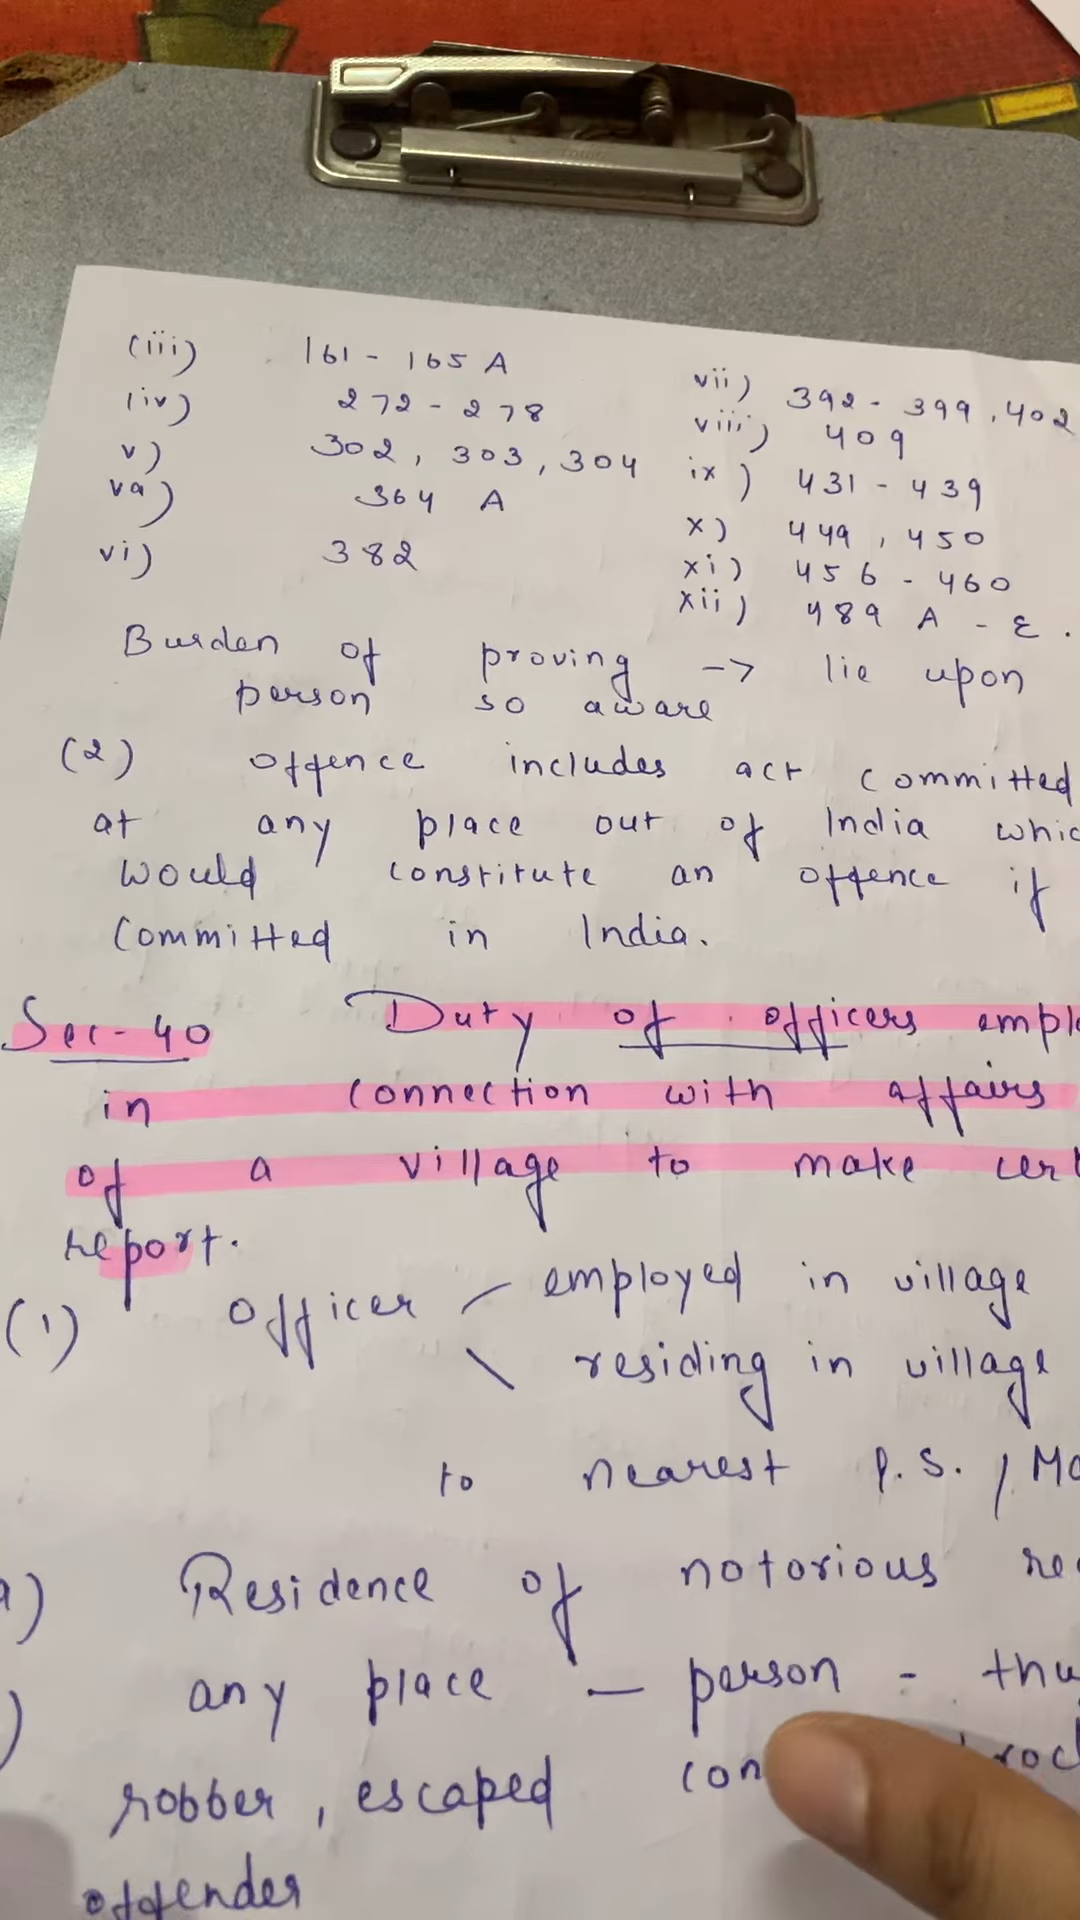 (iii) 161 - 165 A
(iv) 272 - 278
v) 302, 303, 304
va) 364 A
vi) 382
vii) 392 - 399, 402
viii) 409
ix) 431 - 439
x) 449, 450
xi) 456 - 460
xii) 489 A - E.
Burden of proving -> lie upon
person so aware
(2) offence includes act committed
at any place out of India
would constitute an offence if
committed in India.
Sec-40 Duty of officers
in connection with affairs
of a village to make
report.
(1) officer employed in village
residing in village
to nearest P.S. /
Residence of notorious
any place - person -
robber, escaped
offender